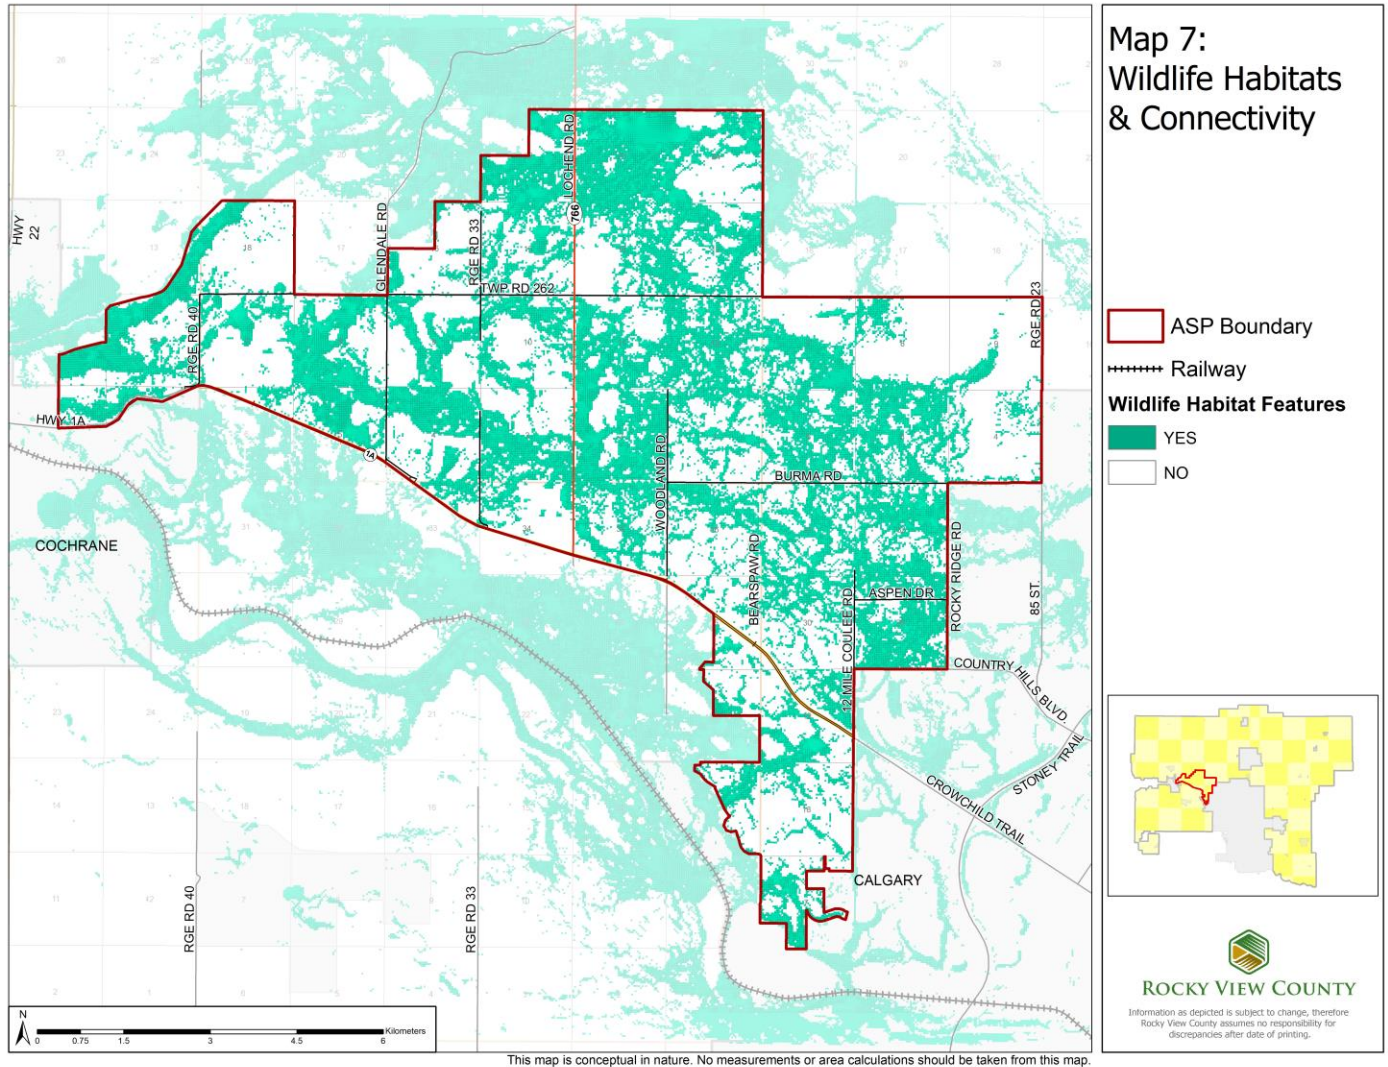 Map 7:
Wildlife Habitats
& Connectivity
ASP Boundary
Railway
Wildlife Habitat Features
YES
NO
ROCKY VIEW COUNTY
Information as depicted is subject to change, therefore
Rocky View County assumes no responsibility for
discrepancies after date of printing.
HWY
22
GLENDALE RD
RGE RD 33
LOCHEND RD
766
TWP RD 262
RGE RD 23
RGE RD 40
HWY 1A
1A
WOODLAND RD
BURMA RD
BEARSPAW RD
12 MILE COULEE RD
ASPEN DR
ROCKY RIDGE RD
85 ST.
COCHRANE
COUNTRY HILLS BLVD.
STONEY TRAIL
CROWCHILD TRAIL
CALGARY
RGE RD 40
RGE RD 33
N
0 0.75 1.5 3 4.5 6
Kilometers
This map is conceptual in nature. No measurements or area calculations should be taken from this map.